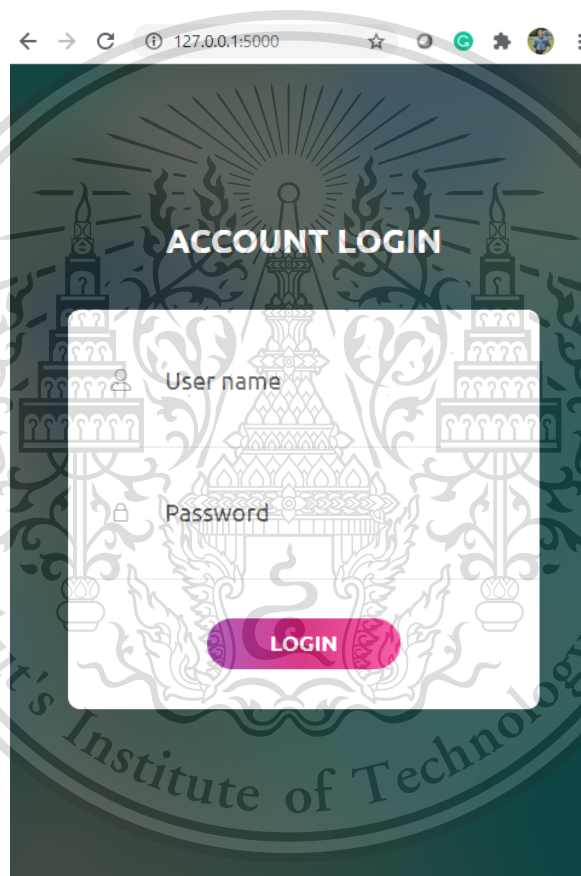 127.0.0.1:5000
ACCOUNT LOGIN
User name
Password
LOGIN
Institute of Technolog